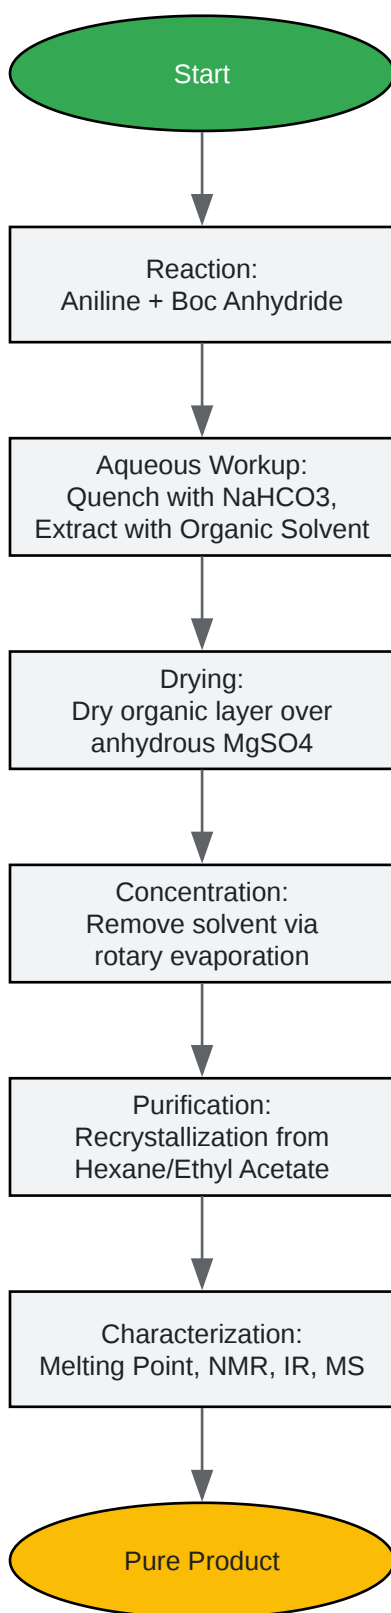 Start
Reaction:
Aniline + Boc Anhydride
Aqueous Workup:
Quench with NaHCO3,
Extract with Organic Solvent
Drying:
Dry organic layer over
anhydrous MgSO4
Concentration:
Remove solvent via
rotary evaporation
Purification:
Recrystallization from
Hexane/Ethyl Acetate
Characterization:
Melting Point, NMR, IR, MS
Pure Product